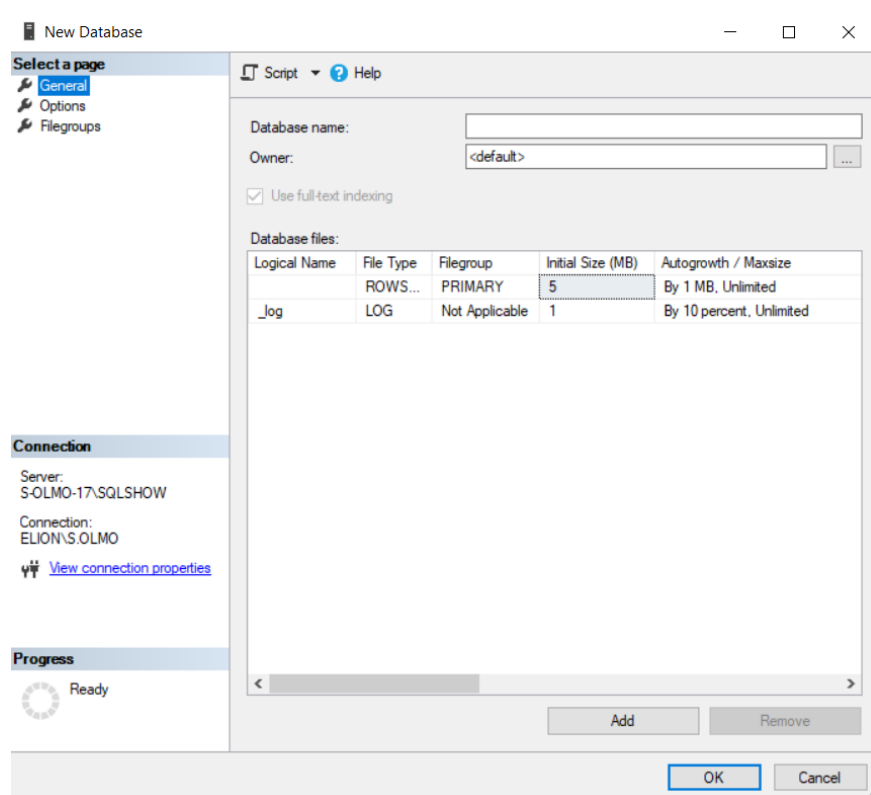 New Database
Select a page
General
Options
Filegroups
Script
Help
Database name:
Owner: <default> ...
Use full-text indexing
Database files:
Logical Name File Type Filegroup Initial Size (MB) Autogrowth / Maxsize
ROWS... PRIMARY 5 By 1 MB, Unlimited
_log LOG Not Applicable 1 By 10 percent, Unlimited
Connection
Server:
S-OLMO-17\SQLSHOW
Connection:
ELION\S.OLMO
View connection properties
Progress
Ready
Add Remove
OK Cancel